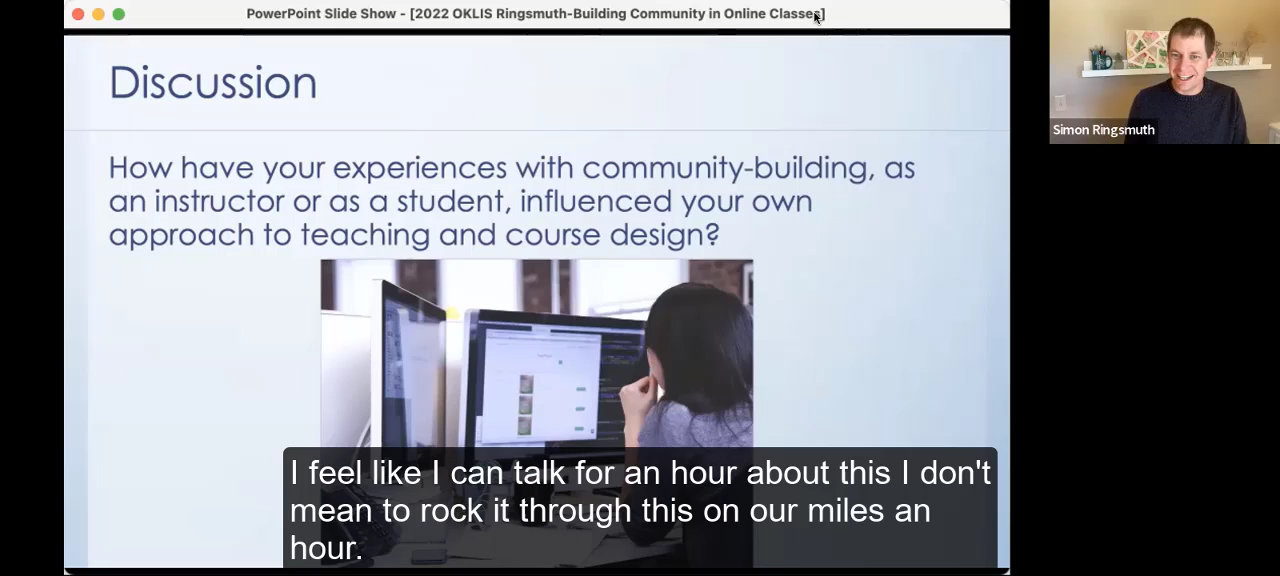 PowerPoint Slide Show - [2022 OKLIS Ringsmuth-Building Community in Online Classes]
Discussion
How have your experiences with community-building, as
an instructor or as a student, influenced your own
approach to teaching and course design?
Simon Ringsmuth
I feel like I can talk for an hour about this I don't
mean to rock it through this on our miles an
hour.